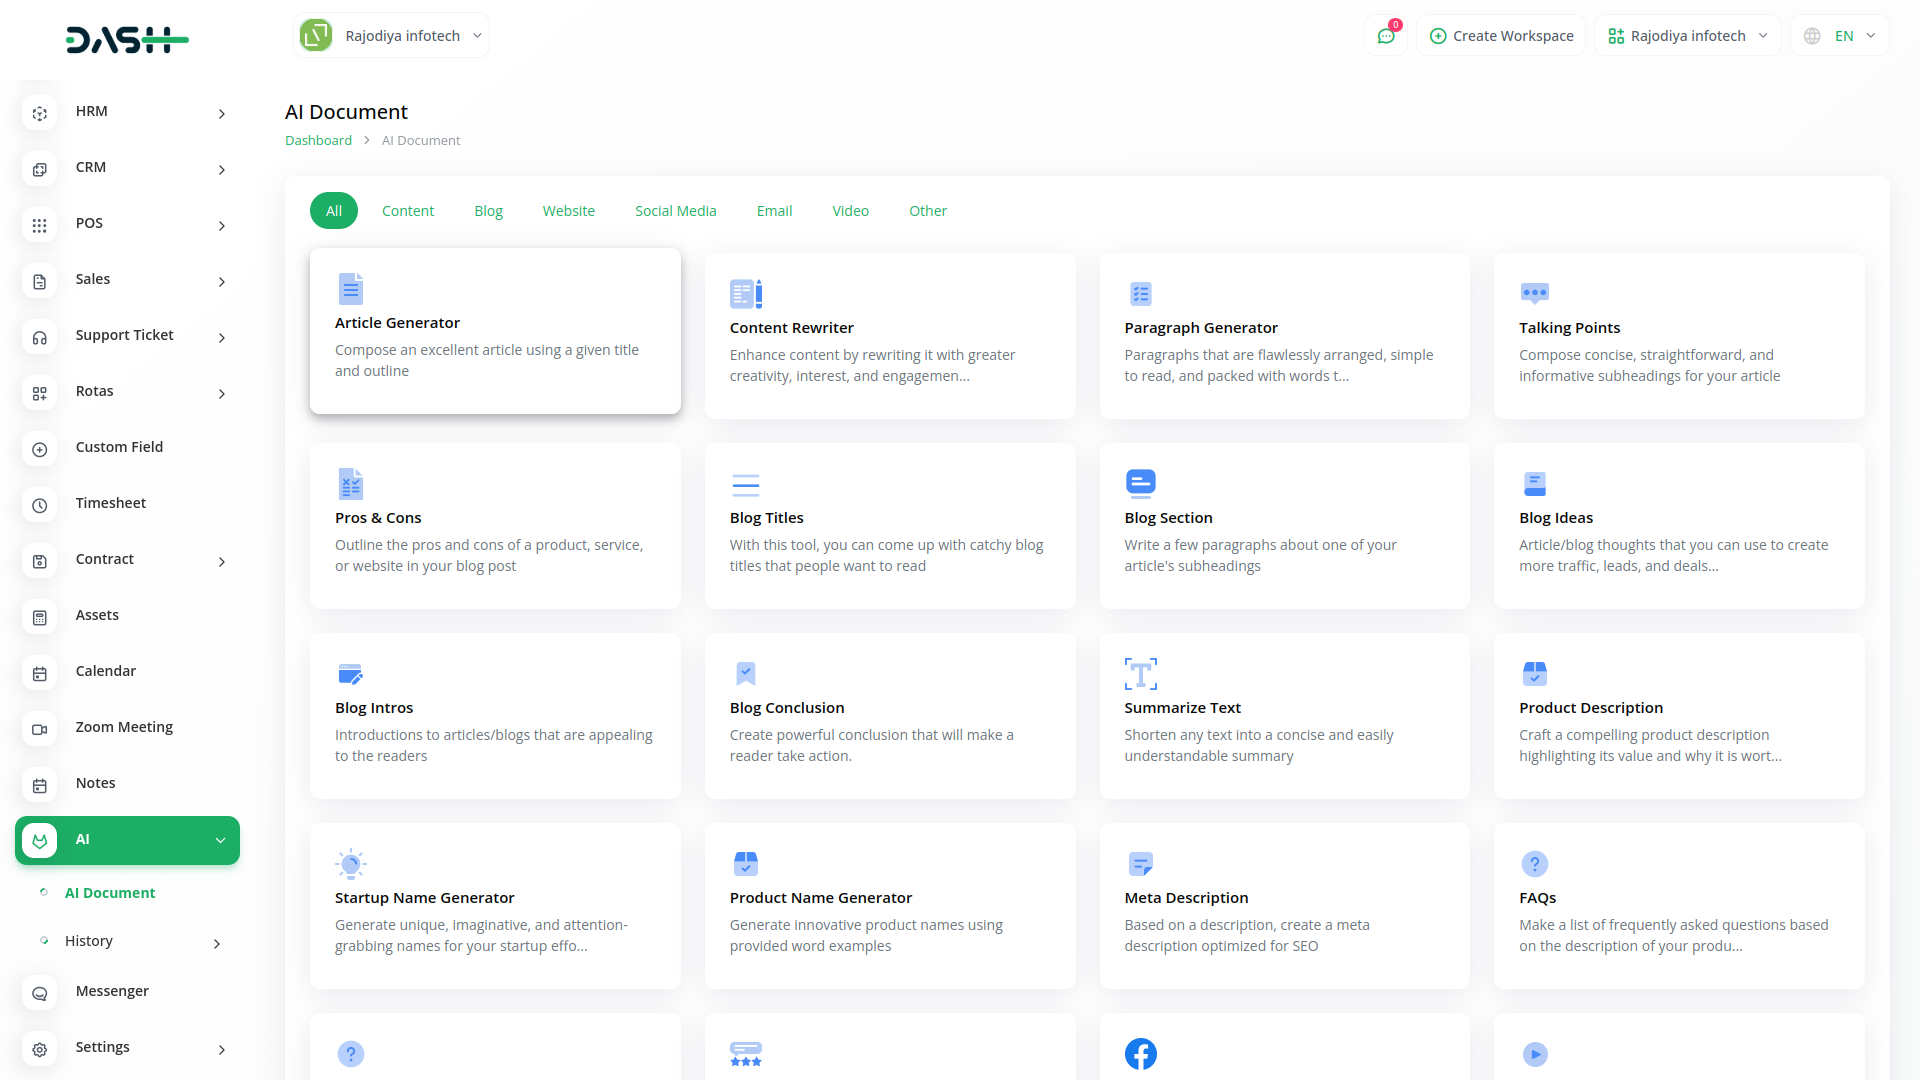 DASH
Rajodiya infotech
0
Create Workspace
Rajodiya infotech
EN
HRM
CRM
POS
Sales
Support Ticket
Rotas
Custom Field
Timesheet
Contract
Assets
Calendar
Zoom Meeting
Notes
AI
AI Document
History
Messenger
Settings
AI Document
Dashboard
AI Document
All
Content
Blog
Website
Social Media
Email
Video
Other
Article Generator
Compose an excellent article using a given title
and outline
Content Rewriter
Enhance content by rewriting it with greater
creativity, interest, and engagemen...
Paragraph Generator
Paragraphs that are flawlessly arranged, simple
to read, and packed with words t...
Talking Points
Compose concise, straightforward, and
informative subheadings for your article
Pros & Cons
Outline the pros and cons of a product, service,
or website in your blog post
Blog Titles
With this tool, you can come up with catchy blog
titles that people want to read
Blog Section
Write a few paragraphs about one of your
article's subheadings
Blog Ideas
Article/blog thoughts that you can use to create
more traffic, leads, and deals...
Blog Intros
Introductions to articles/blogs that are appealing
to the readers
Blog Conclusion
Create powerful conclusion that will make a
reader take action.
Summarize Text
Shorten any text into a concise and easily
understandable summary
Product Description
Craft a compelling product description
highlighting its value and why it is wort...
Startup Name Generator
Generate unique, imaginative, and attention-
grabbing names for your startup effo...
Product Name Generator
Generate innovative product names using
provided word examples
Meta Description
Based on a description, create a meta
description optimized for SEO
FAQs
Make a list of frequently asked questions based
on the description of your produ...